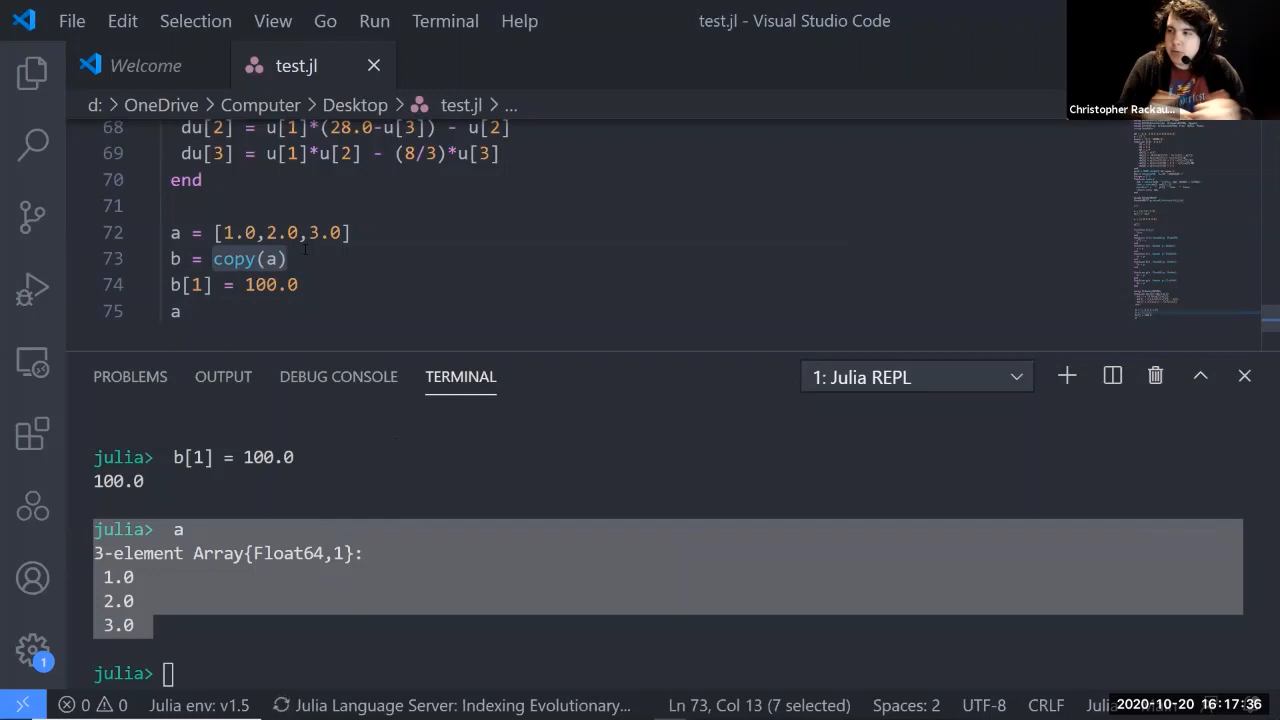 File Edit Selection View Go Run Terminal Help test.jl - Visual Studio Code
Welcome test.jl
d: > OneDrive > Computer > Desktop > test.jl > ...
Christopher Rackau...
68 du[2] = u[1]*(28.0-u[3]) 2]
69 du[3] = u[1]*u[2] - (8/3) 3]
70 end
71
72 a = [1.0,2.0,3.0]
73 b = copy(a)
74 b[1] = 100.0
75 a
PROBLEMS OUTPUT DEBUG CONSOLE TERMINAL 1: Julia REPL
julia> b[1] = 100.0
100.0
julia> a
3-element Array{Float64,1}:
1.0
2.0
3.0
julia>
1
0 0 Julia env: v1.5 Julia Language Server: Indexing Evolutionary... Ln 73, Col 13 (7 selected) Spaces: 2 UTF-8 CRLF 2020-10-20 16:17:36